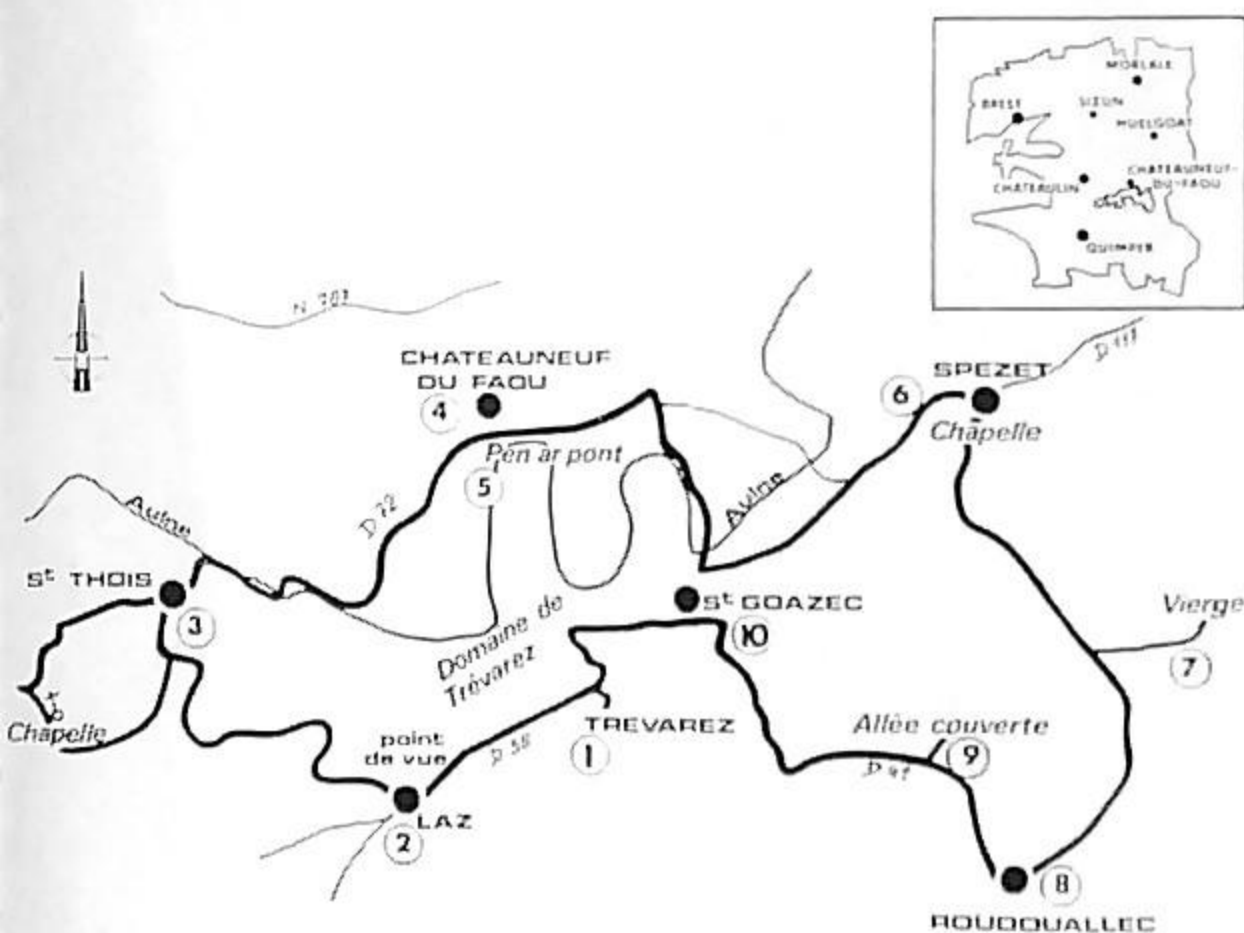 MORLAIX
BREST
SIZUN
HUELGOAT
CHATEAULIN
CHATEAUNEUF-
DU-FAOU
QUIMPER
CHATEAUNEUF
DU FAOU
4
SPEZET
6
Chapelle
D 117
Pen ar pont
5
D 72
Aulne
Aulne
St THOIS
3
Chapelle
Domaine de
Trévarez
St GOAZEC
10
Vierge
7
TREVAREZ
1
point
de vue
LAZ
2
Allée couverte
9
D 41
8
ROUDOUALLEC